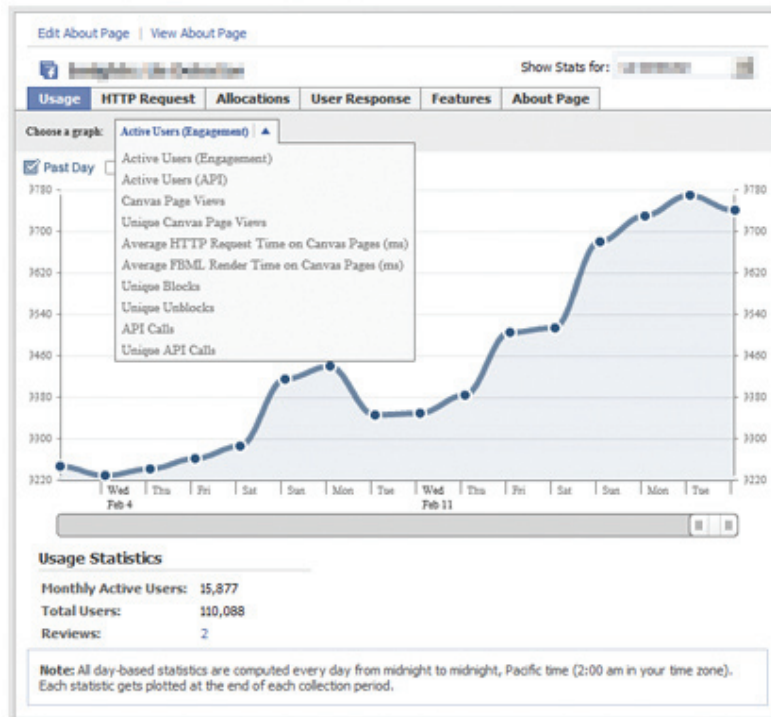 Edit About Page | View About Page
Show Stats for:
Usage HTTP Request Allocations User Response Features About Page
Choose a graph: Active Users (Engagement)
Active Users (Engagement)
Past Day
Active Users (API)
Canvas Page Views
Unique Canvas Page Views
Average HTTP Request Time on Canvas Pages (ms)
Average FBML Render Time on Canvas Pages (ms)
Unique Blocks
Unique Unblocks
API Calls
Unique API Calls
3780 3780
3700 3700
3620 3620
3540 3540
3460 3460
3380 3380
3300 3300
3220 3220
Wed Thu Fri Sat Sun Mon Tue Wed Thu Fri Sat Sun Mon Tue
Feb 4 Feb 11
Usage Statistics
Monthly Active Users: 15,877
Total Users: 110,088
Reviews: 2
Note: All day-based statistics are computed every day from midnight to midnight, Pacific time (2:00 am in your time zone).
Each statistic gets plotted at the end of each collection period.